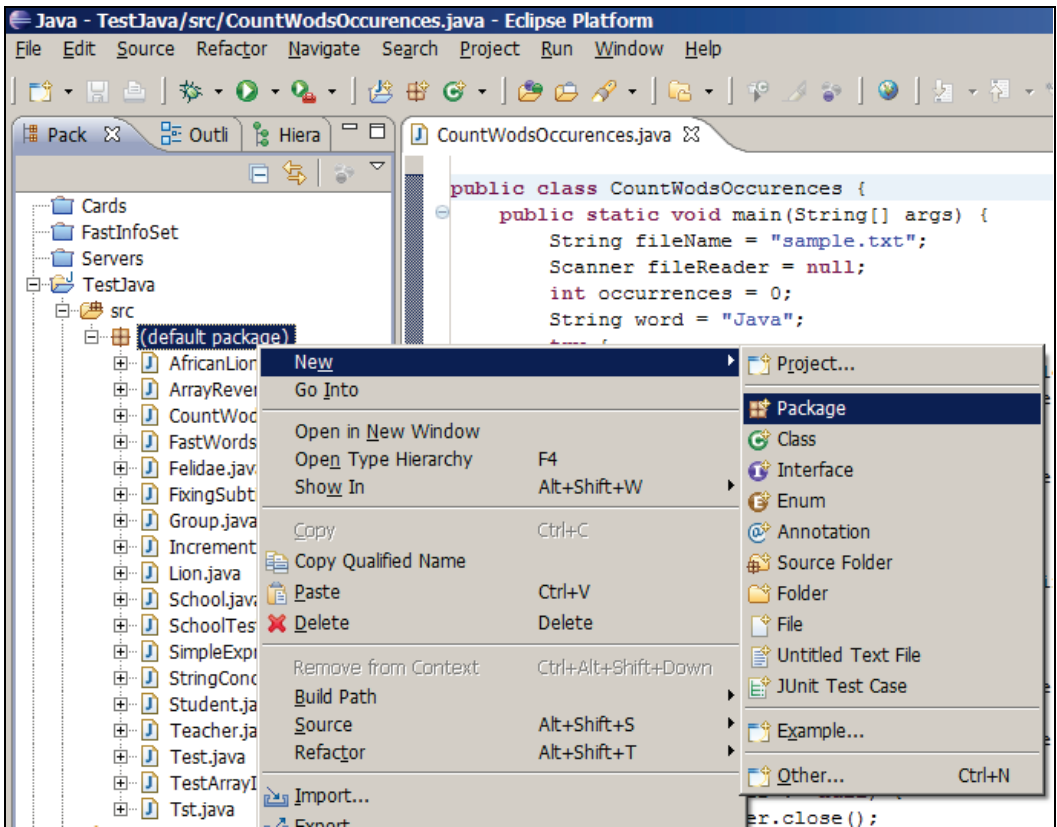 Java - TestJava/src/CountWodsOccurences.java - Eclipse Platform
File Edit Source Refactor Navigate Search Project Run Window Help
Pack Outli Hiera
CountWodsOccurences.java
Cards
FastInfoSet
Servers
TestJava
src
(default package)
AfricanLion
ArrayRever
CountWod
FastWords
Felidae.jav
FixingSubt
Group.java
Increment
Lion.java
School.java
SchoolTes
SimpleExpr
StringConc
Student.ja
Teacher.ja
Test.java
TestArrayI
Tst.java
public class CountWodsOccurences {
public static void main(String[] args) {
String fileName = "sample.txt";
Scanner fileReader = null;
int occurrences = 0;
String word = "Java";
try {
er.close();
New
Go Into
Open in New Window
Open Type Hierarchy F4
Show In Alt+Shift+W
Copy Ctrl+C
Copy Qualified Name
Paste Ctrl+V
Delete Delete
Remove from Context Ctrl+Alt+Shift+Down
Build Path
Source Alt+Shift+S
Refactor Alt+Shift+T
Import...
Export
Project...
Package
Class
Interface
Enum
Annotation
Source Folder
Folder
File
Untitled Text File
JUnit Test Case
Example...
Other... Ctrl+N